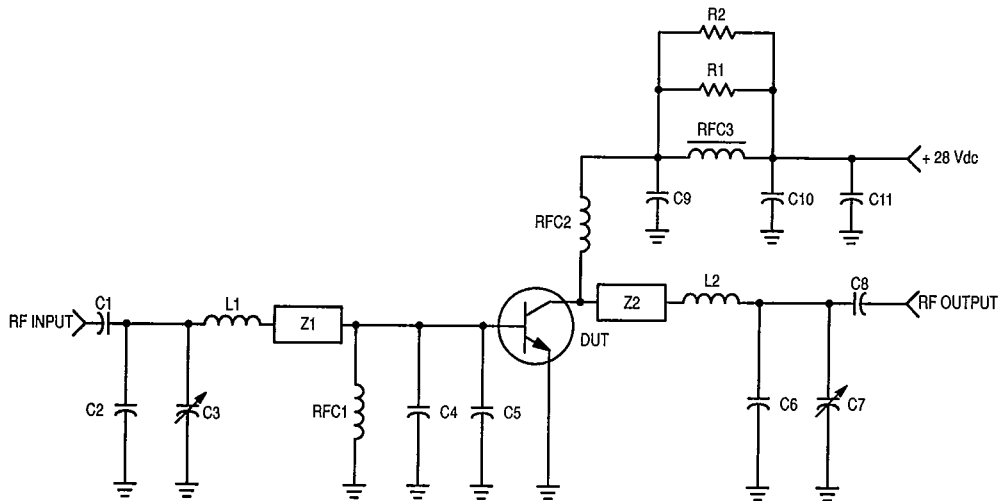 R2
R1
RFC3
+ 28 Vdc
C9
C10
C11
RFC2
L2
C8
C1
L1
Z2
RF INPUT
Z1
RF OUTPUT
DUT
C2
C3
RFC1
C4
C5
C6
C7